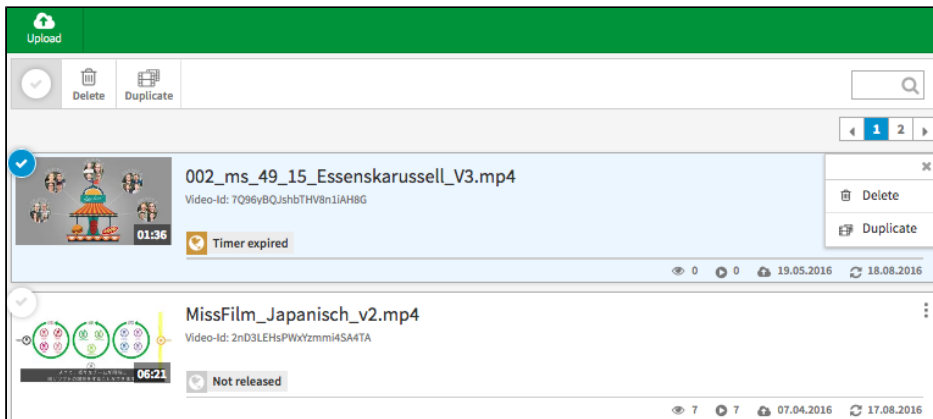 Upload
Delete
Duplicate
1 2
002_ms_49_15_Essenskarussell_V3.mp4
Video-Id: 7Q96yBQJshbTHV8n1iAH8G
01:36
Timer expired
Delete
Duplicate
0 0 19.05.2016 18.08.2016
MissFilm_Japanisch_v2.mp4
Video-Id: 2nD3LEHsPWxYzmmi4SA4TA
06:21
Not released
7 7 07.04.2016 17.08.2016